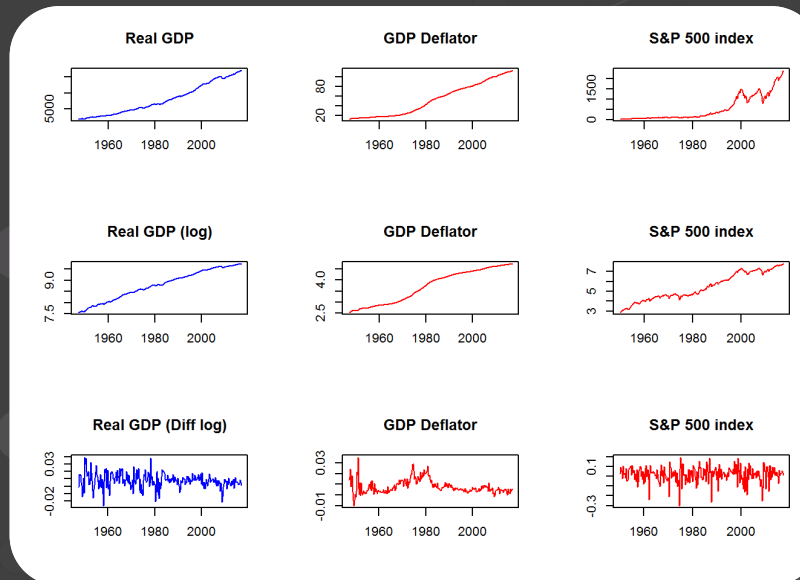 Real GDP
GDP Deflator
S&P 500 index
5000
20 80
0 1500
1960 1980 2000
1960 1980 2000
1960 1980 2000
Real GDP (log)
GDP Deflator
S&P 500 index
7.5 9.0
2.5 4.0
3 5 7
1960 1980 2000
1960 1980 2000
1960 1980 2000
Real GDP (Diff log)
GDP Deflator
S&P 500 index
-0.02 0.03
-0.01 0.03
-0.3 0.1
1960 1980 2000
1960 1980 2000
1960 1980 2000